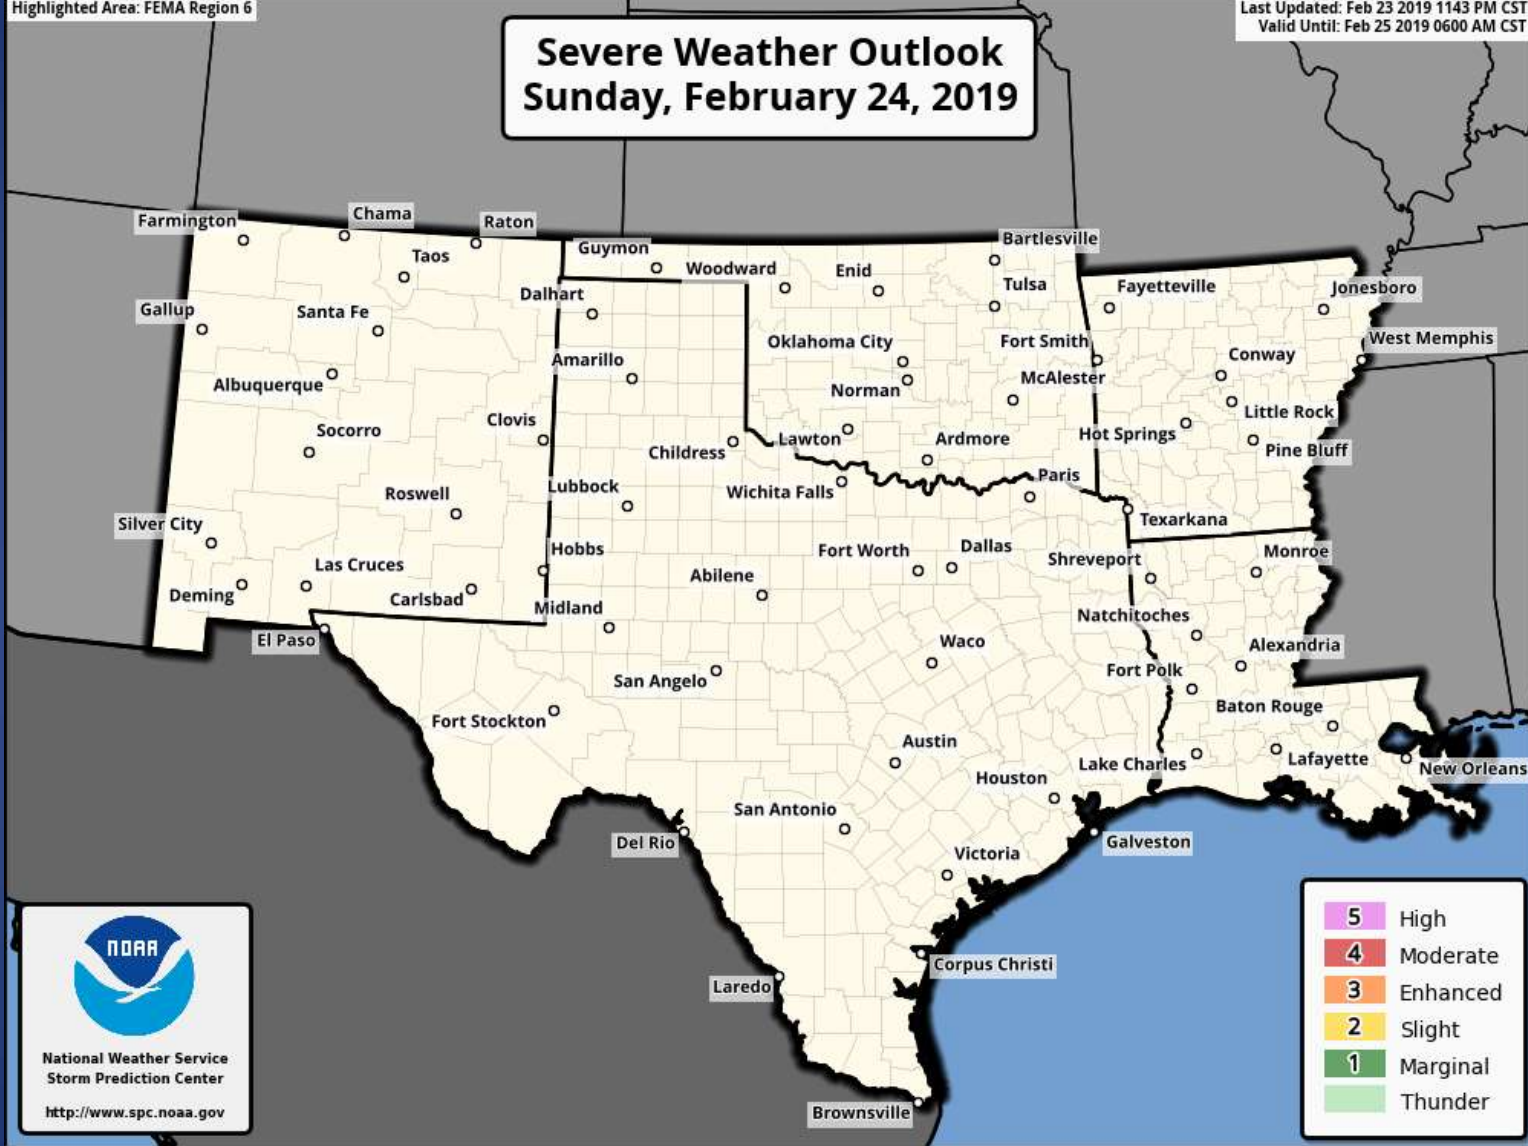 Highlighted Area: FEMA Region 6
Last Updated: Feb 23 2019 1143 PM CST
Valid Until: Feb 25 2019 0600 AM CST
Severe Weather Outlook
Sunday, February 24, 2019
Farmington
Chama
Raton
Taos
Guymon
Woodward
Enid
Bartlesville
Tulsa
Fayetteville
Jonesboro
Gallup
Santa Fe
Dalhart
Oklahoma City
Fort Smith
West Memphis
Albuquerque
Amarillo
Norman
McAlester
Conway
Little Rock
Socorro
Clovis
Childress
Lawton
Ardmore
Hot Springs
Pine Bluff
Roswell
Lubbock
Wichita Falls
Paris
Texarkana
Silver City
Las Cruces
Hobbs
Abilene
Fort Worth
Dallas
Shreveport
Monroe
Deming
Carlsbad
Midland
Natchitoches
El Paso
Waco
Alexandria
San Angelo
Fort Polk
Fort Stockton
Baton Rouge
Austin
Houston
Lake Charles
Lafayette
New Orleans
San Antonio
Del Rio
Galveston
Victoria
Corpus Christi
Laredo
Brownsville
NOAA
National Weather Service
Storm Prediction Center
http://www.spc.noaa.gov
5 High
4 Moderate
3 Enhanced
2 Slight
1 Marginal
Thunder